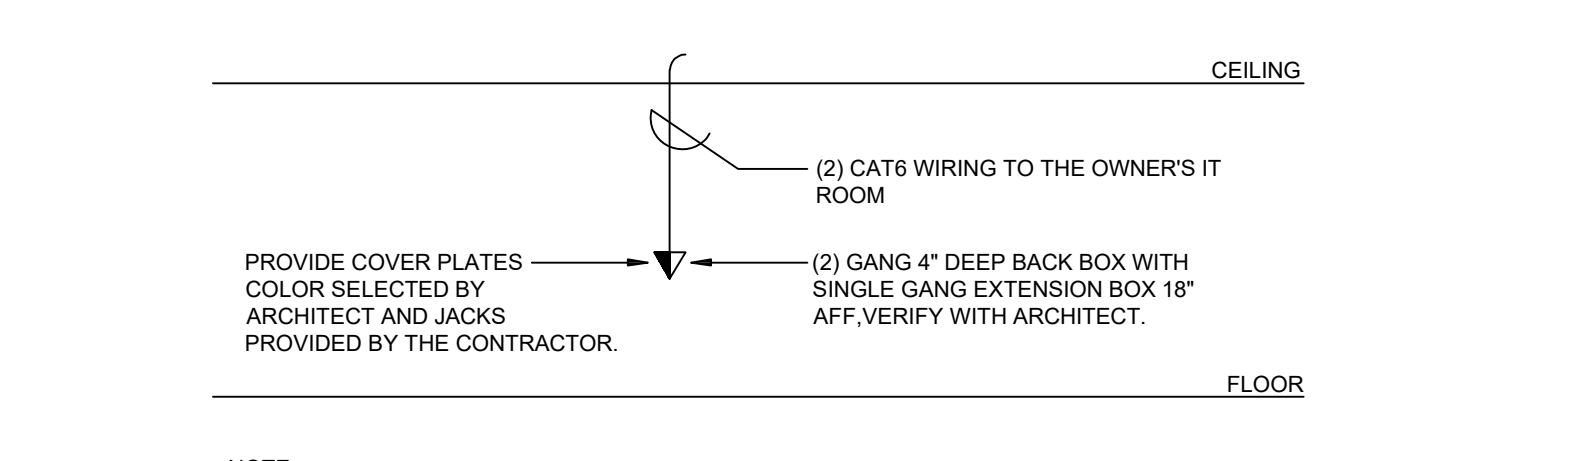 CEILING
(2) CAT6 WIRING TO THE OWNER'S IT
ROOM
PROVIDE COVER PLATES
COLOR SELECTED BY
ARCHITECT AND JACKS
PROVIDED BY THE CONTRACTOR.
(2) GANG 4" DEEP BACK BOX WITH
SINGLE GANG EXTENSION BOX 18"
AFF,VERIFY WITH ARCHITECT.
FLOOR